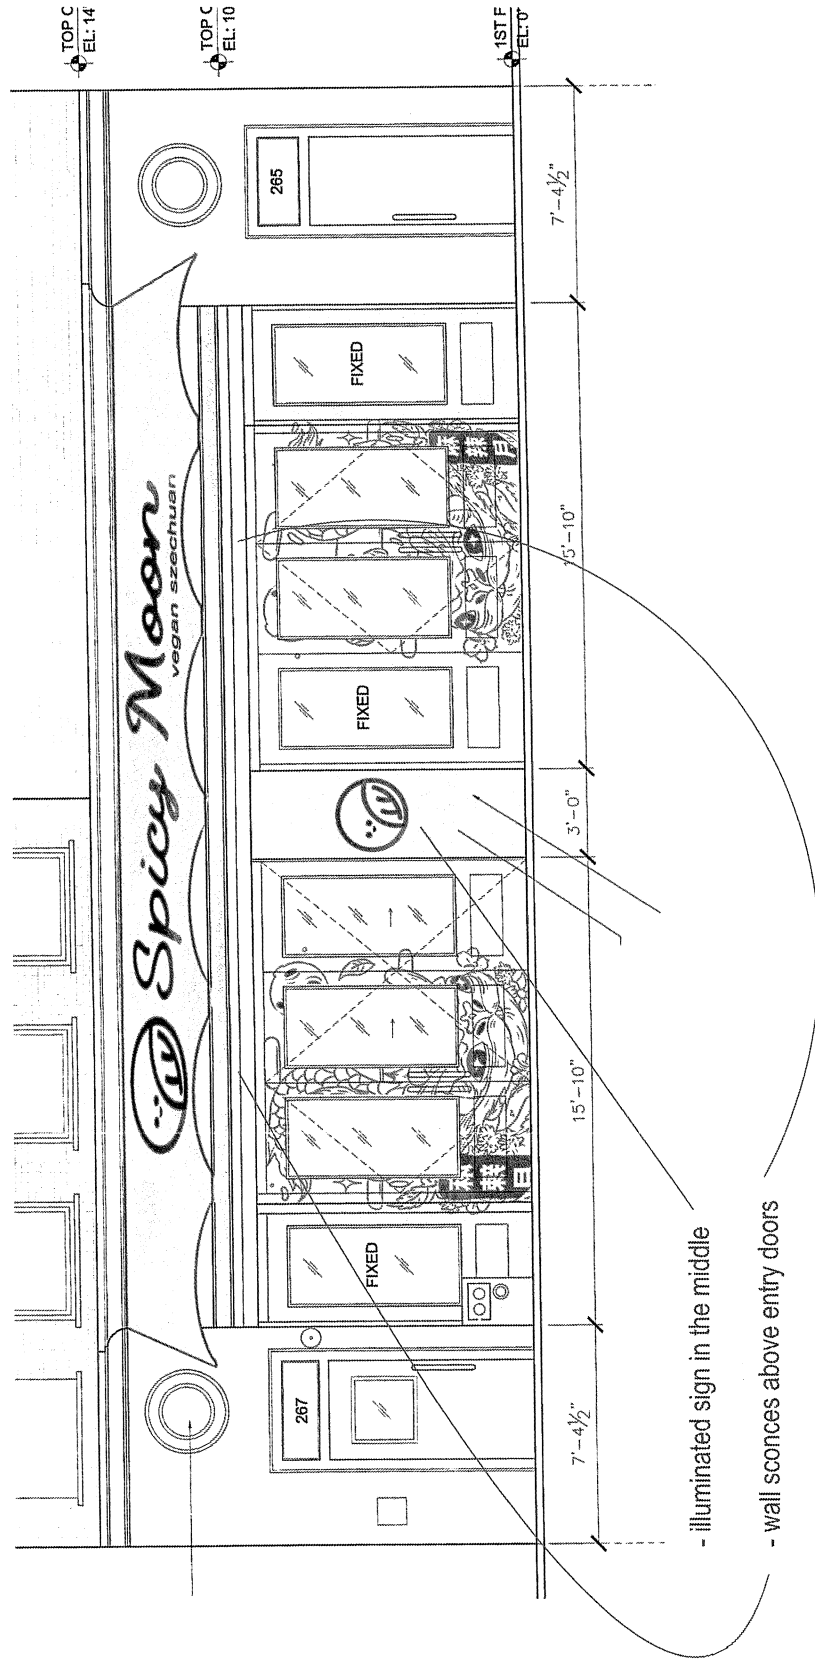 TOP O
EL: 14'
TOP O
EL: 10
1ST F
EL: 0'
Spicy Moon
vegan szechuan
267
265
FIXED
FIXED
FIXED
7'-4½"
15'-10"
3'-0"
15'-10"
7'-4½"
- illuminated sign in the middle
- wall sconces above entry doors